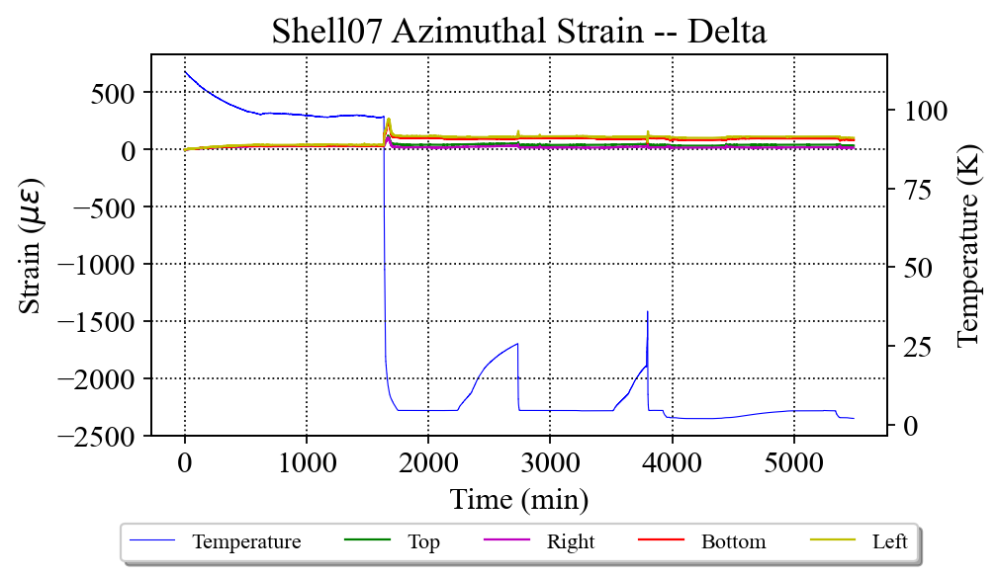 Shell07 Azimuthal Strain -- Delta
500
0
−500
−1000
−1500
−2000
−2500
Strain (με)
100
75
50
25
0
Temperature (K)
0 1000 2000 3000 4000 5000
Time (min)
Temperature Top Right Bottom Left